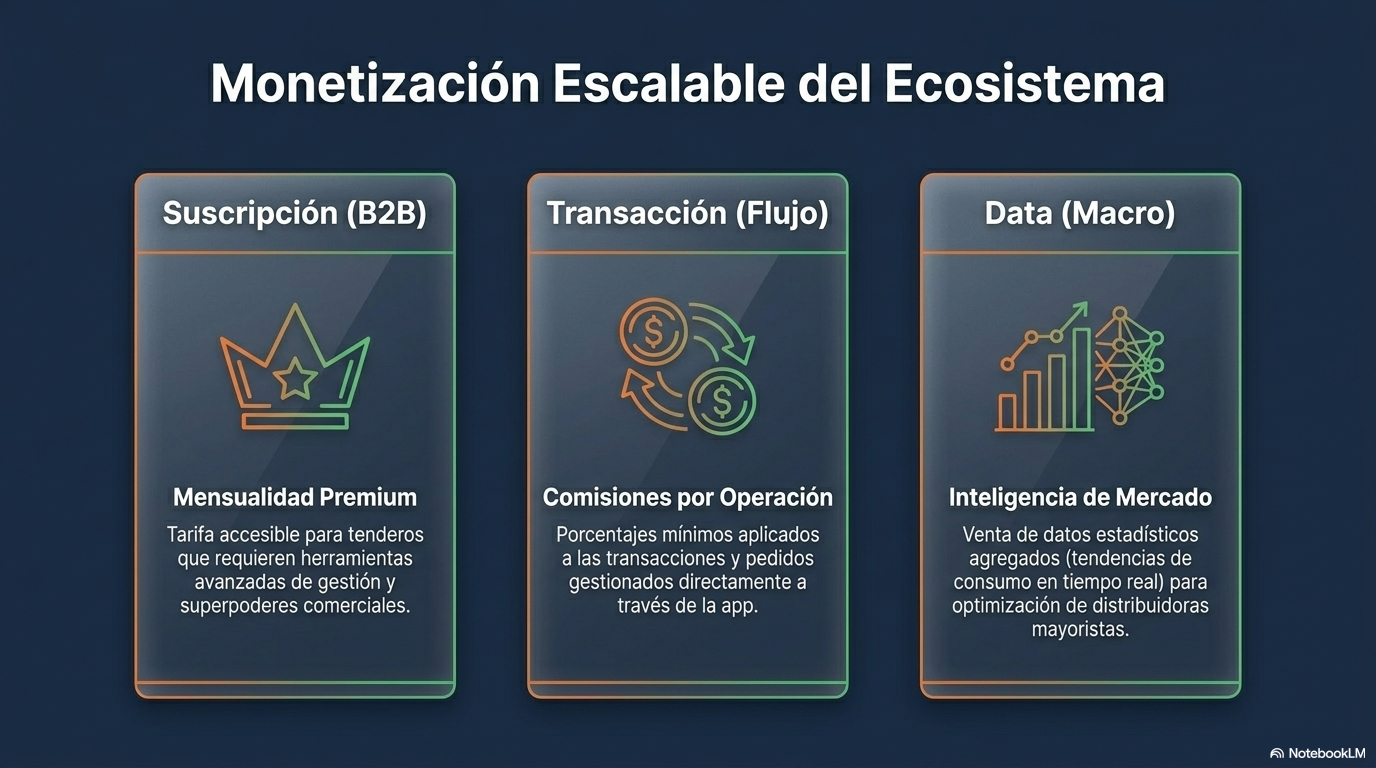 Monetización Escalable del Ecosistema
Suscripción (B2B)
Mensualidad Premium
Tarifa accesible para tenderos
que requieren herramientas
avanzadas de gestión y
superpoderes comerciales.
Transacción (Flujo)
$
$
Comisiones por Operación
Porcentajes mínimos aplicados
a las transacciones y pedidos
gestionados directamente a
través de la app.
Data (Macro)
Inteligencia de Mercado
Venta de datos estadísticos
agregados (tendencias de
consumo en tiempo real) para
optimización de distribuidoras
mayoristas.
NotebookLM